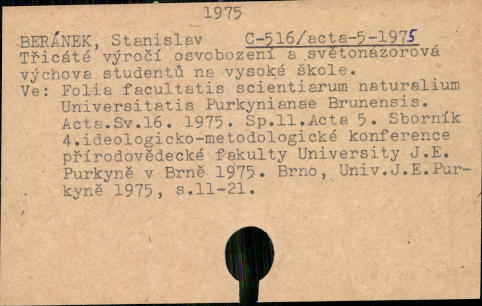 1975
BERÁNEK, Stanislav C-516/acta-5-1975
Třicáté výročí osvobození a světonázorová
výchova studentů na vysoké škole.
Ve: Folia facultatis scientiarum naturalium
Universitatis Purkynianae Brunensis.
Acta.Sv.16. 1975. Sp.11.Acta 5. Sborník
4.ideologicko-metodologické konference
přírodovědecké fakulty University J.E.
Purkyně v Brně 1975. Brno, Univ.J.E.Pur-
kyně 1975, s.11-21.